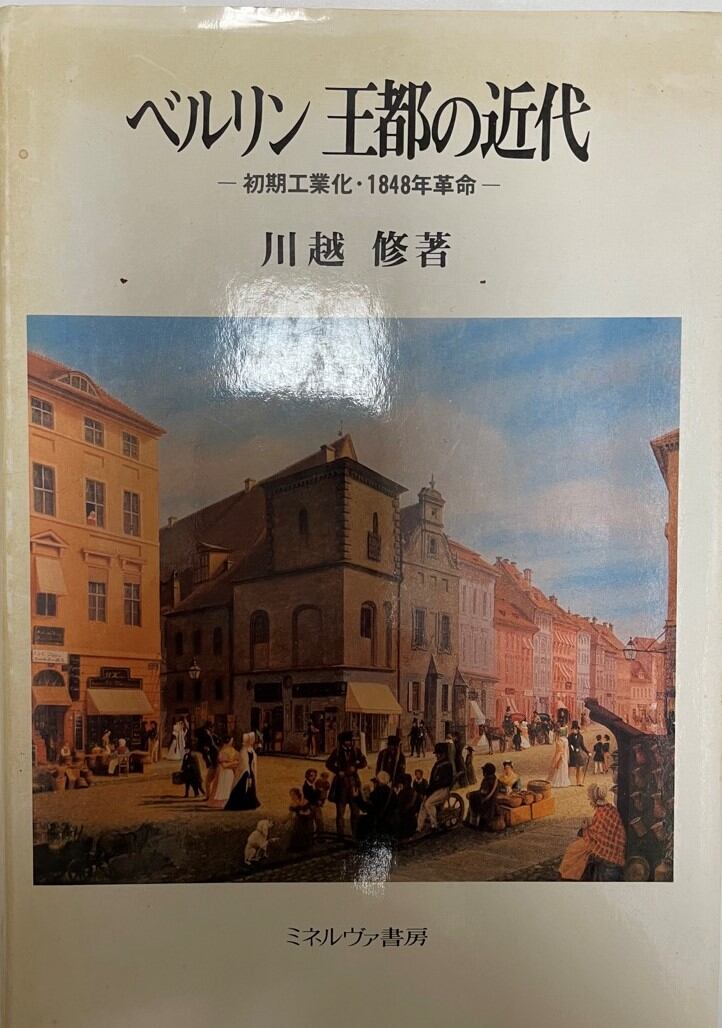 ベルリン 王都の近代
―初期工業化・1848年革命―
川越 修著
ミネルヴァ書房